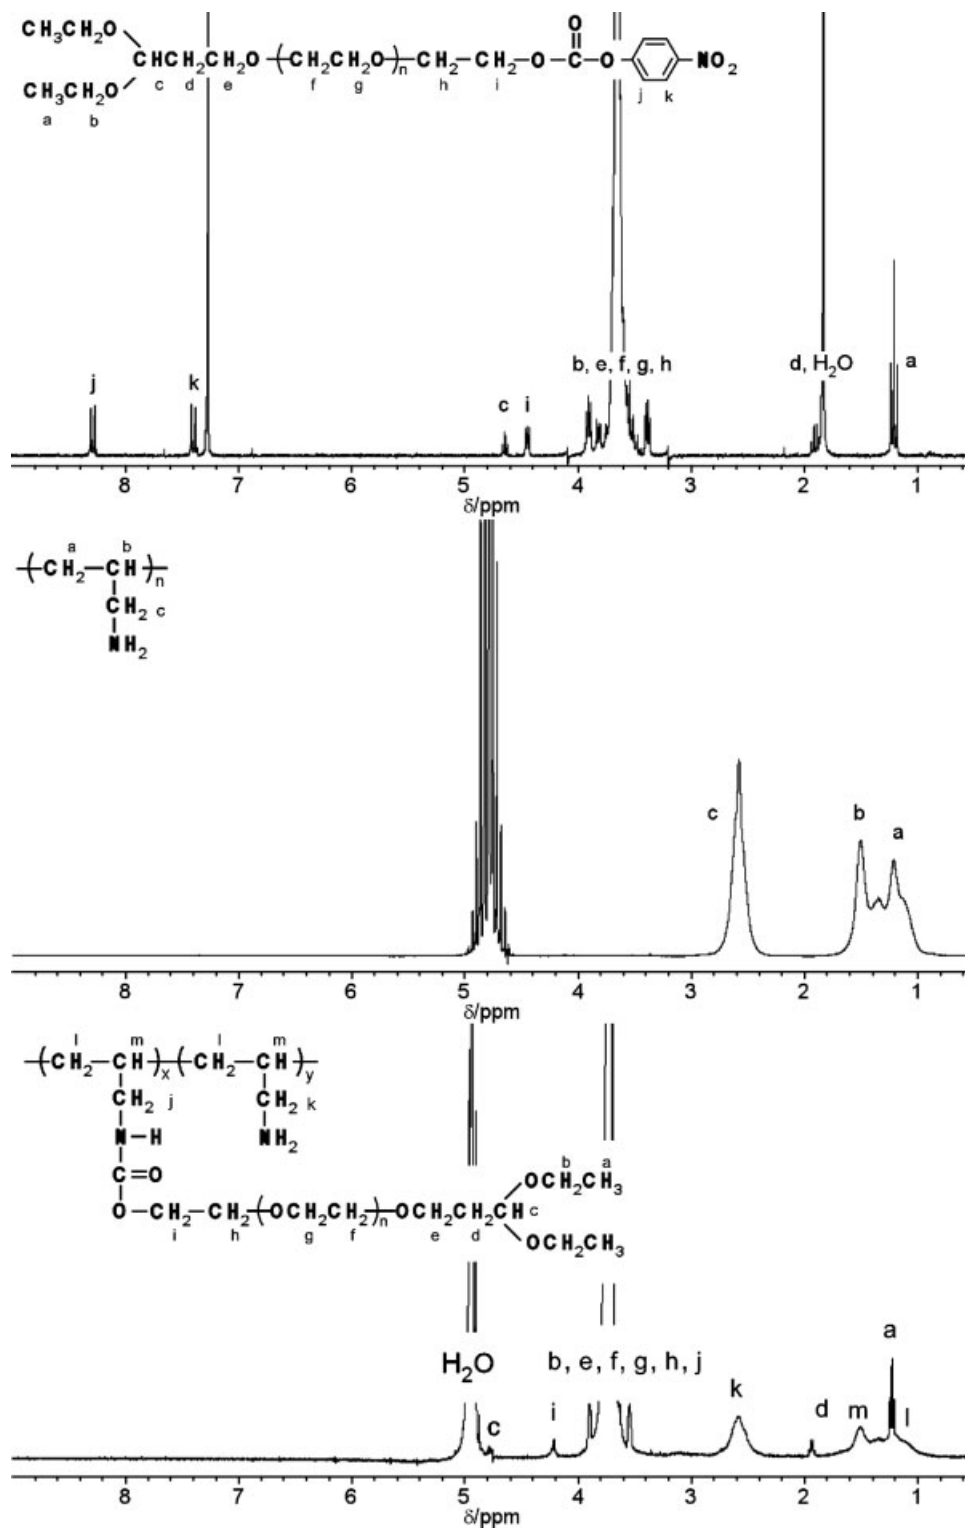 CH3CH2O
CHCH2CH2O—(CH2CH2O)n—CH2—CH2—O—C—O—NO2
O
CH3CH2O
c d e f g h i j k
a b
j k c i b, e, f, g, h d, H2O a
8 7 6 5 4 3 2 1
δ/ppm
a b
(CH2—CH)n
CH2 c
NH2
c b a
8 7 6 5 4 3 2 1
δ/ppm
l m l m
(CH2—CH)x(CH2—CH)y
CH2 j CH2 k
N—H NH2
b a
OCH2CH3
C=O
O—CH2—CH2(OCH2CH2)nOCH2CH2CH c
i h g f e d
OCH2CH3
H2O c i b, e, f, g, h, j k d m a l
8 7 6 5 4 3 2 1
δ/ppm